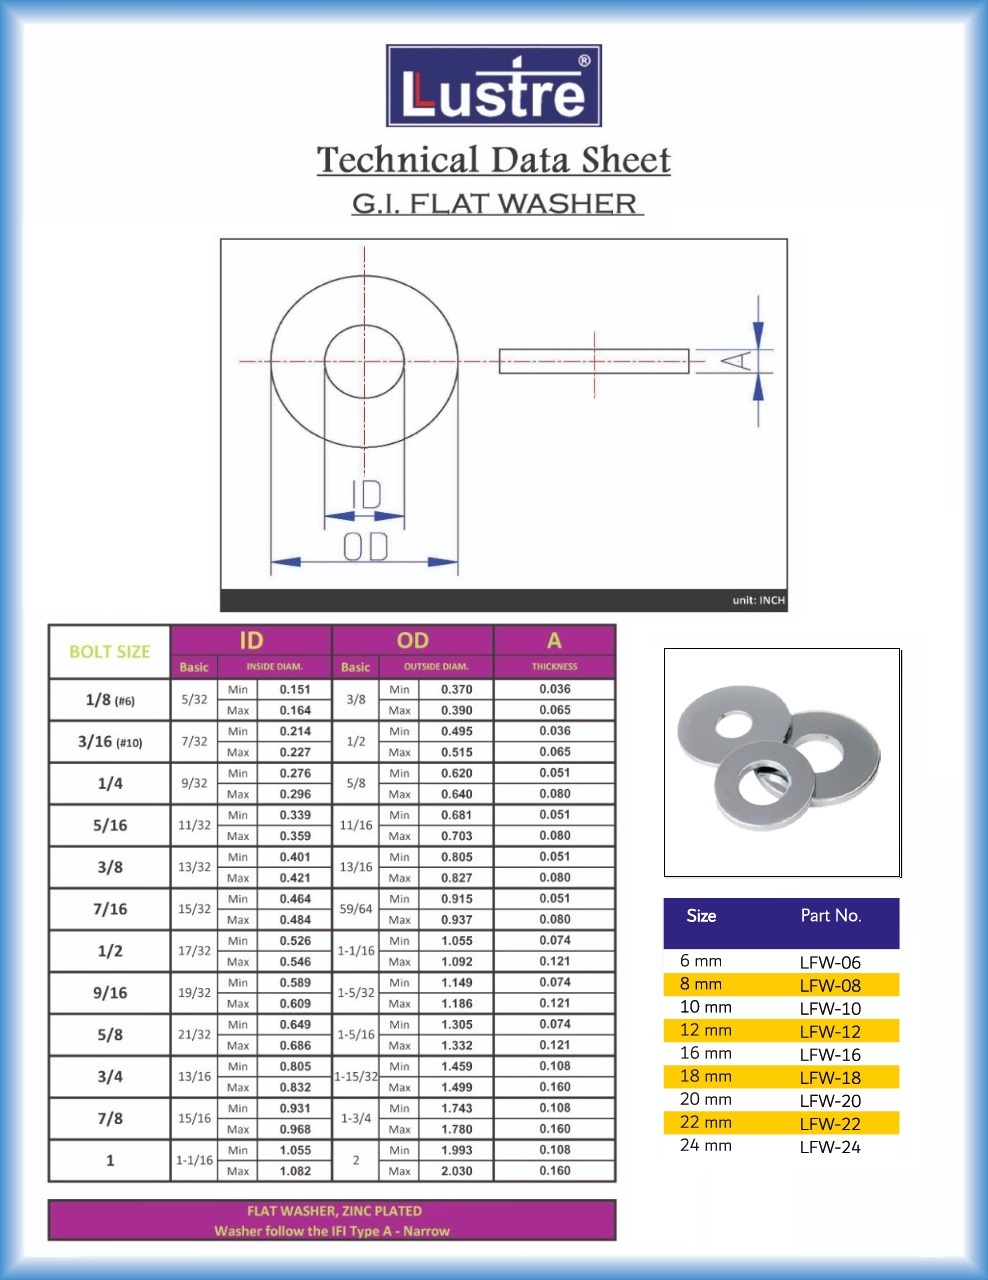 Lustre®
Technical Data Sheet
G.I. FLAT WASHER
A
ID
OD
unit: INCH
BOLT SIZE ID OD A
Basic INSIDE DIAM. Basic OUTSIDE DIAM. THICKNESS
1/8 (#6) 5/32 Min 0.151 3/8 Min 0.370 0.036
Max 0.164 Max 0.390 0.065
3/16 (#10) 7/32 Min 0.214 1/2 Min 0.495 0.036
Max 0.227 Max 0.515 0.065
1/4 9/32 Min 0.276 5/8 Min 0.620 0.051
Max 0.296 Max 0.640 0.080
5/16 11/32 Min 0.339 11/16 Min 0.681 0.051
Max 0.359 Max 0.703 0.080
3/8 13/32 Min 0.401 13/16 Min 0.805 0.051
Max 0.421 Max 0.827 0.080
7/16 15/32 Min 0.464 59/64 Min 0.915 0.051
Max 0.484 Max 0.937 0.080
1/2 17/32 Min 0.526 1-1/16 Min 1.055 0.074
Max 0.546 Max 1.092 0.121
9/16 19/32 Min 0.589 1-5/32 Min 1.149 0.074
Max 0.609 Max 1.186 0.121
5/8 21/32 Min 0.649 1-5/16 Min 1.305 0.074
Max 0.686 Max 1.332 0.121
3/4 13/16 Min 0.805 1-15/32 Min 1.459 0.108
Max 0.832 Max 1.499 0.160
7/8 15/16 Min 0.931 1-3/4 Min 1.743 0.108
Max 0.968 Max 1.780 0.160
1 1-1/16 Min 1.055 2 Min 1.993 0.108
Max 1.082 Max 2.030 0.160
FLAT WASHER, ZINC PLATED
Washer follow the IFI Type A - Narrow
Size Part No.
6 mm LFW-06
8 mm LFW-08
10 mm LFW-10
12 mm LFW-12
16 mm LFW-16
18 mm LFW-18
20 mm LFW-20
22 mm LFW-22
24 mm LFW-24